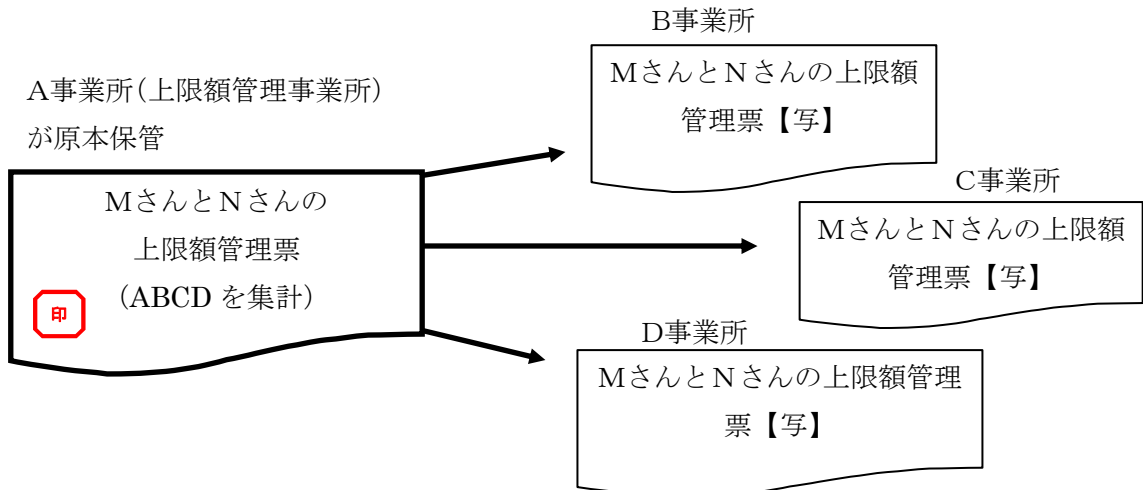 A事業所(上限額管理事業所)
が原本保管
MさんとNさんの
上限額管理票
(ABCD を集計)
印
B事業所
MさんとNさんの上限額
管理票【写】
C事業所
MさんとNさんの上限額
管理票【写】
D事業所
MさんとNさんの上限額管理
票【写】